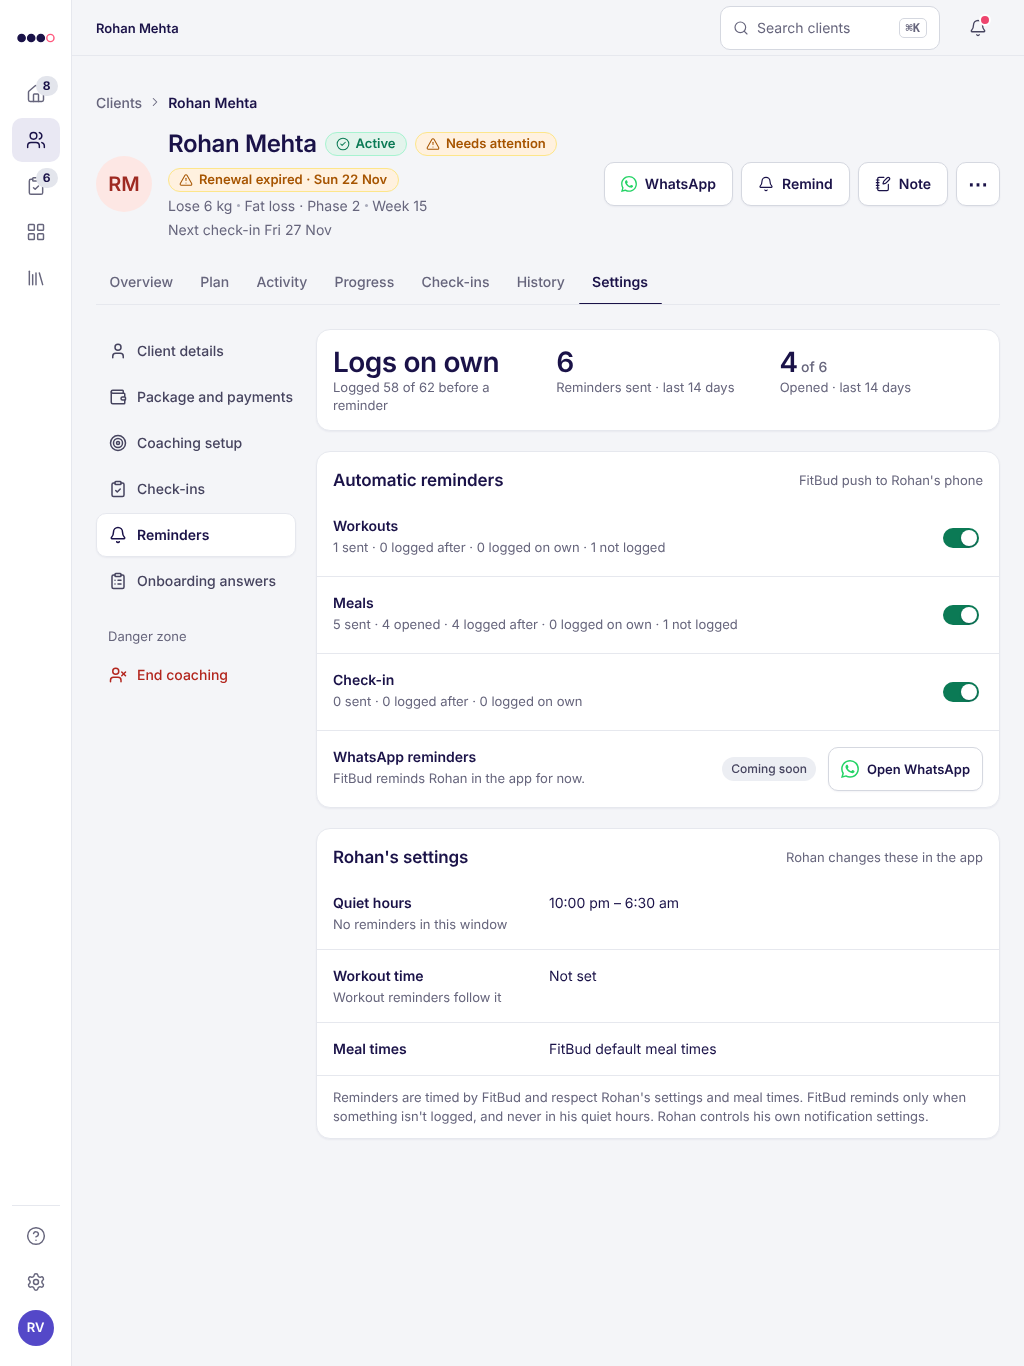 Rohan Mehta
Search clients
⌘K
8
6
Clients
Rohan Mehta
RM
Rohan Mehta
Active
Needs attention
Renewal expired · Sun 22 Nov
Lose 6 kg • Fat loss · Phase 2 • Week 15
Next check-in Fri 27 Nov
WhatsApp
Remind
Note
Overview
Plan
Activity
Progress
Check-ins
History
Settings
Client details
Package and payments
Coaching setup
Check-ins
Reminders
Onboarding answers
Danger zone
End coaching
Logs on own
Logged 58 of 62 before a
reminder
6
Reminders sent · last 14 days
4 of 6
Opened · last 14 days
Automatic reminders
FitBud push to Rohan's phone
Workouts
1 sent · 0 logged after · 0 logged on own · 1 not logged
Meals
5 sent · 4 opened · 4 logged after · 0 logged on own · 1 not logged
Check-in
0 sent · 0 logged after · 0 logged on own
WhatsApp reminders
FitBud reminds Rohan in the app for now.
Coming soon
Open WhatsApp
Rohan's settings
Rohan changes these in the app
Quiet hours
No reminders in this window
10:00 pm – 6:30 am
Workout time
Workout reminders follow it
Not set
Meal times
FitBud default meal times
Reminders are timed by FitBud and respect Rohan's settings and meal times. FitBud reminds only when
something isn't logged, and never in his quiet hours. Rohan controls his own notification settings.
RV